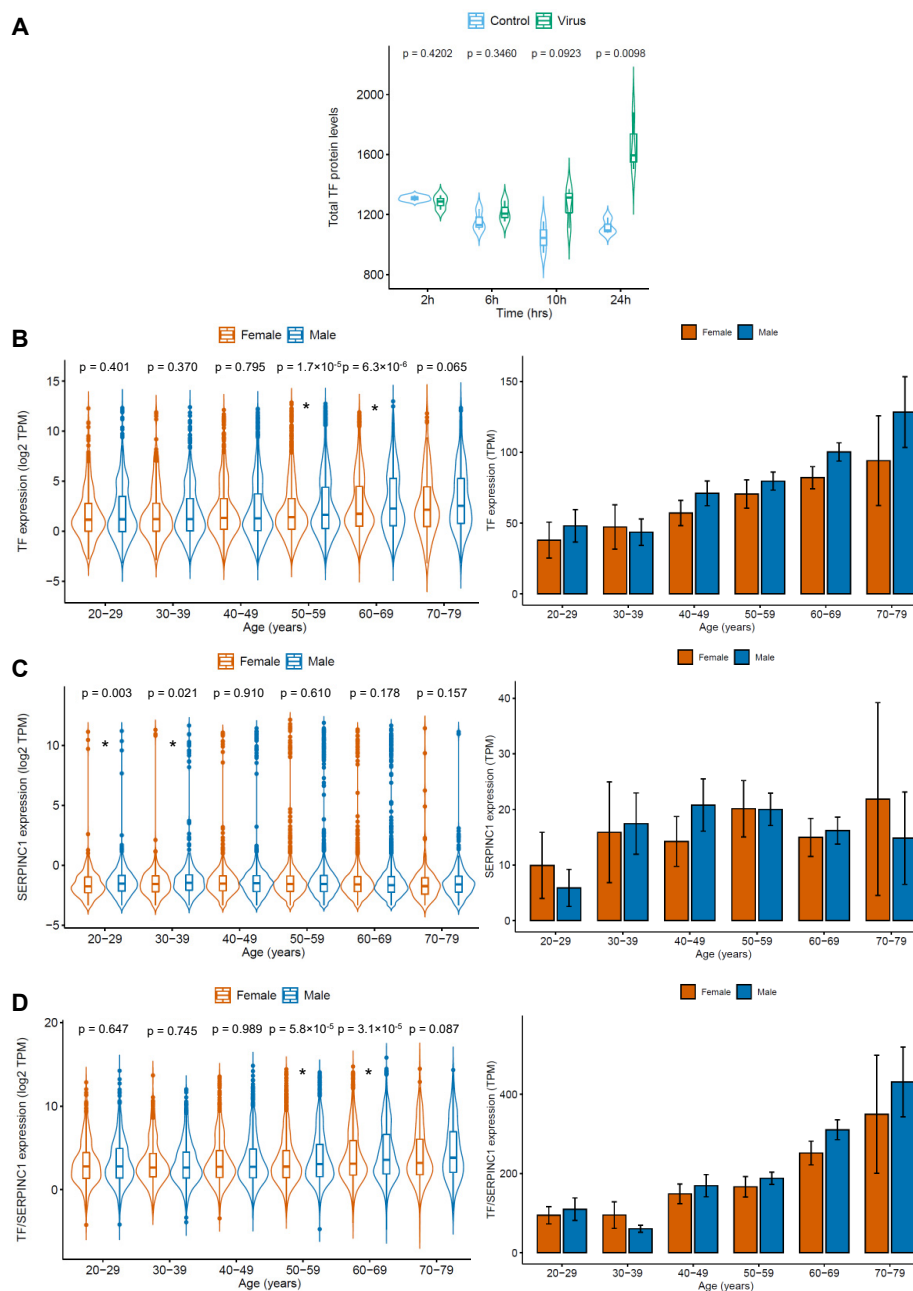 A
Control Virus
p = 0.4202 p = 0.3460 p = 0.0923 p = 0.0098
Total TF protein levels
2000
1600
1200
800
2h 6h 10h 24h
Time (hrs)
B
Female Male
p = 0.401 p = 0.370 p = 0.795 p = 1.7×10-5 p = 6.3×10-6 p = 0.065
* *
TF expression (log2 TPM)
15
10
5
0
−5
20−29 30−39 40−49 50−59 60−69 70−79
Age (years)
Female Male
TF expression (TPM)
150
100
50
0
20−29 30−39 40−49 50−59 60−69 70−79
Age (years)
C
Female Male
p = 0.003 p = 0.021 p = 0.910 p = 0.610 p = 0.178 p = 0.157
* *
SERPINC1 expression (log2 TPM)
10
5
0
−5
20−29 30−39 40−49 50−59 60−69 70−79
Age (years)
Female Male
SERPINC1 expression (TPM)
40
30
20
10
0
20−29 30−39 40−49 50−59 60−69 70−79
Age (years)
D
Female Male
p = 0.647 p = 0.745 p = 0.989 p = 5.8×10-5 p = 3.1×10-5 p = 0.087
* *
TF/SERPINC1 expression (log2 TPM)
20
10
0
20−29 30−39 40−49 50−59 60−69 70−79
Age (years)
Female Male
TF/SERPINC1 expression (TPM)
400
200
0
20−29 30−39 40−49 50−59 60−69 70−79
Age (years)